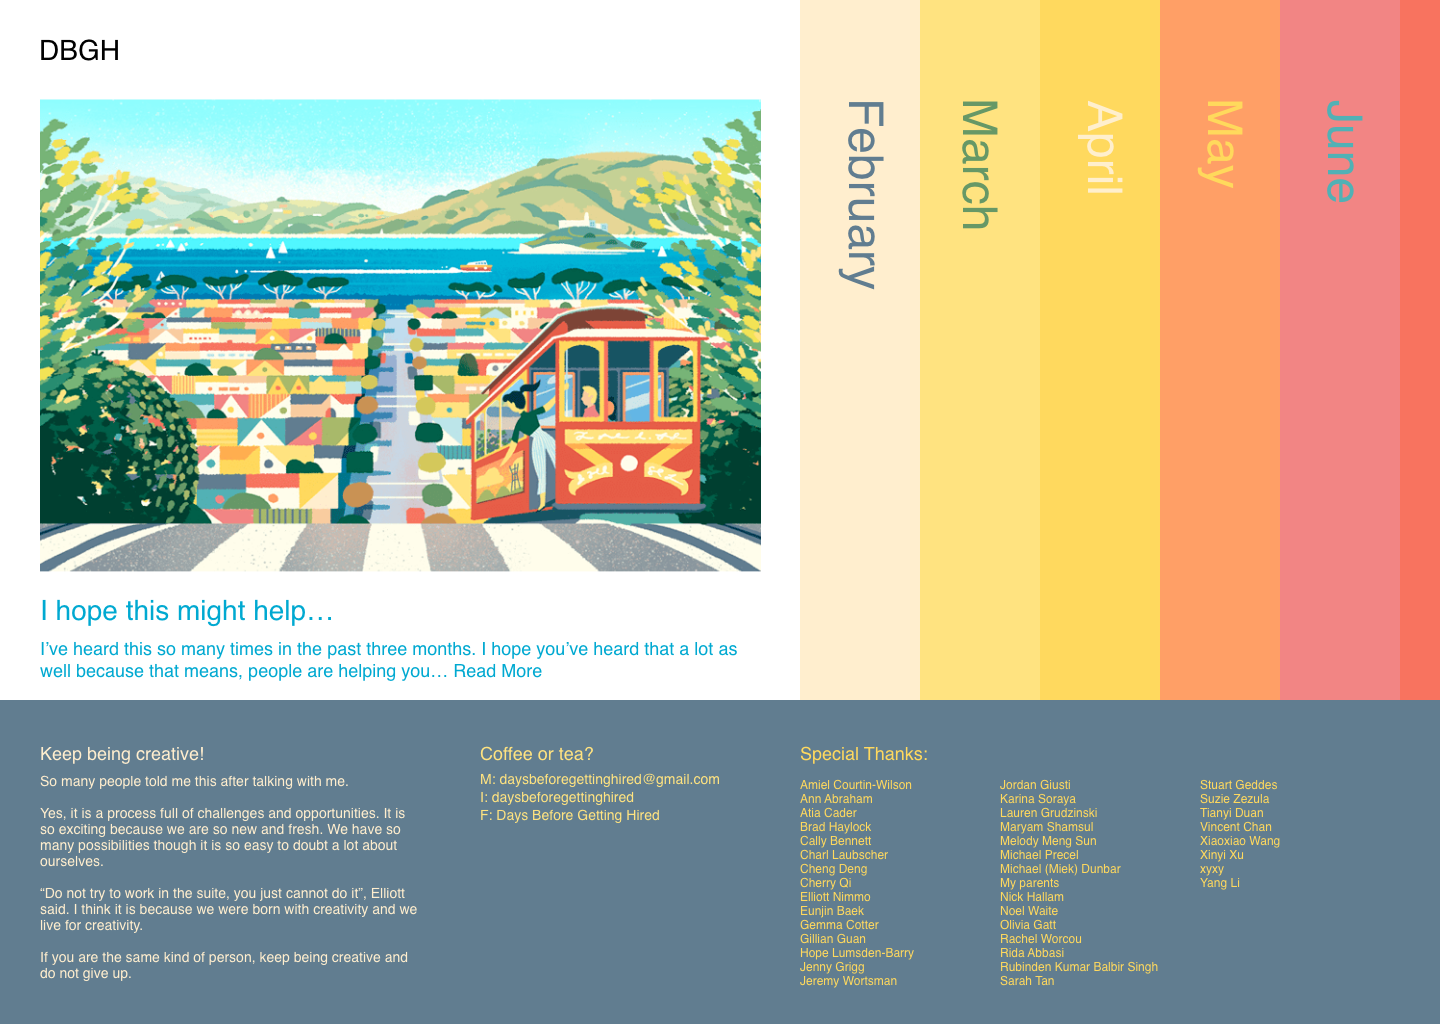 DBGH
I hope this might help…
I’ve heard this so many times in the past three months. I hope you’ve heard that a lot as
well because that means, people are helping you… Read More
February
March
April
May
June
Keep being creative!
So many people told me this after talking with me.
Yes, it is a process full of challenges and opportunities. It is
so exciting because we are so new and fresh. We have so
many possibilities though it is so easy to doubt a lot about
ourselves.
“Do not try to work in the suite, you just cannot do it”, Elliott
said. I think it is because we were born with creativity and we
live for creativity.
If you are the same kind of person, keep being creative and
do not give up.
Coffee or tea?
M: daysbeforegettinghired@gmail.com
I: daysbeforegettinghired
F: Days Before Getting Hired
Special Thanks:
Amiel Courtin-Wilson
Ann Abraham
Atia Cader
Brad Haylock
Cally Bennett
Charl Laubscher
Cheng Deng
Cherry Qi
Elliott Nimmo
Eunjin Baek
Gemma Cotter
Gillian Guan
Hope Lumsden-Barry
Jenny Grigg
Jeremy Wortsman
Jordan Giusti
Karina Soraya
Lauren Grudzinski
Maryam Shamsul
Melody Meng Sun
Michael Precel
Michael (Miek) Dunbar
My parents
Nick Hallam
Noel Waite
Olivia Gatt
Rachel Worcou
Rida Abbasi
Rubinden Kumar Balbir Singh
Sarah Tan
Stuart Geddes
Suzie Zezula
Tianyi Duan
Vincent Chan
Xiaoxiao Wang
Xinyi Xu
xyxy
Yang Li